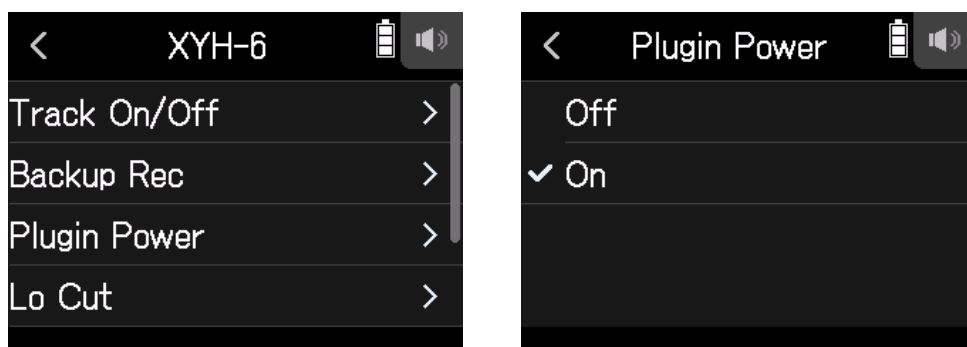 XYH-6
Track On/Off
Backup Rec
Plugin Power
Lo Cut
Plugin Power
Off
On